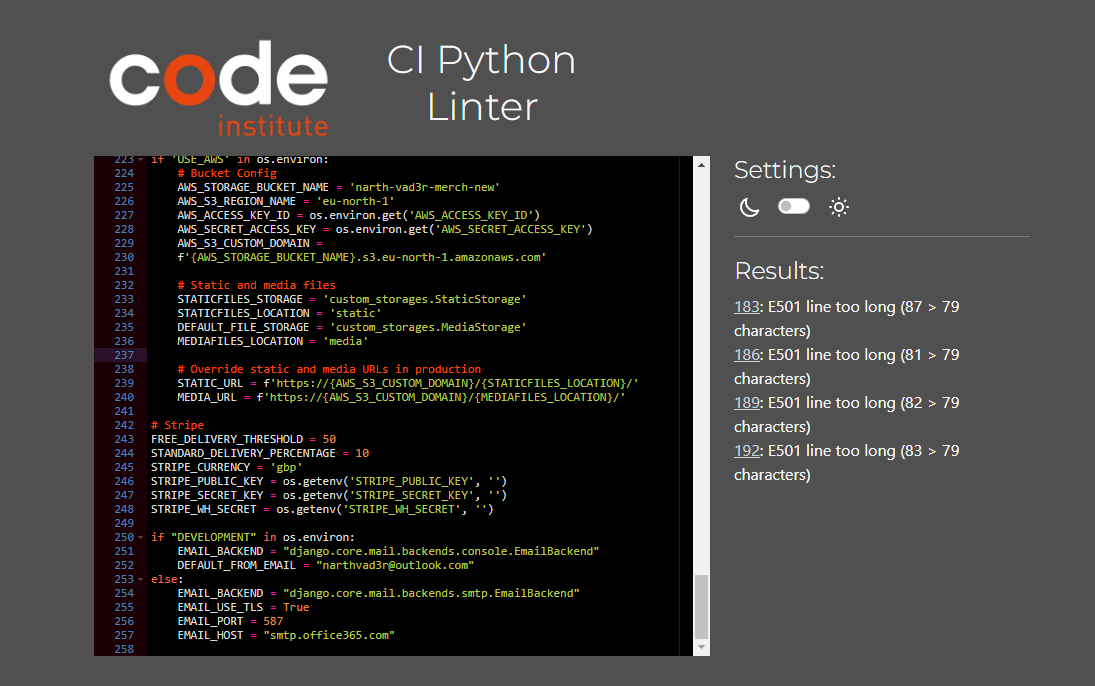 code
institute
CI Python
Linter
223 if 'USE_AWS' in os.environ:
224 # Bucket Config
225 AWS_STORAGE_BUCKET_NAME = 'narth-vad3r-merch-new'
226 AWS_S3_REGION_NAME = 'eu-north-1'
227 AWS_ACCESS_KEY_ID = os.environ.get('AWS_ACCESS_KEY_ID')
228 AWS_SECRET_ACCESS_KEY = os.environ.get('AWS_SECRET_ACCESS_KEY')
229 AWS_S3_CUSTOM_DOMAIN =
230 f'{AWS_STORAGE_BUCKET_NAME}.s3.eu-north-1.amazonaws.com'
231
232 # Static and media files
233 STATICFILES_STORAGE = 'custom_storages.StaticStorage'
234 STATICFILES_LOCATION = 'static'
235 DEFAULT_FILE_STORAGE = 'custom_storages.MediaStorage'
236 MEDIAFILES_LOCATION = 'media'
237
238 # Override static and media URLs in production
239 STATIC_URL = f'https://{AWS_S3_CUSTOM_DOMAIN}/{STATICFILES_LOCATION}/'
240 MEDIA_URL = f'https://{AWS_S3_CUSTOM_DOMAIN}/{MEDIAFILES_LOCATION}/'
241
242 # Stripe
243 FREE_DELIVERY_THRESHOLD = 50
244 STANDARD_DELIVERY_PERCENTAGE = 10
245 STRIPE_CURRENCY = 'gbp'
246 STRIPE_PUBLIC_KEY = os.getenv('STRIPE_PUBLIC_KEY', '')
247 STRIPE_SECRET_KEY = os.getenv('STRIPE_SECRET_KEY', '')
248 STRIPE_WH_SECRET = os.getenv('STRIPE_WH_SECRET', '')
249
250 if "DEVELOPMENT" in os.environ:
251 EMAIL_BACKEND = "django.core.mail.backends.console.EmailBackend"
252 DEFAULT_FROM_EMAIL = "narthvad3r@outlook.com"
253 else:
254 EMAIL_BACKEND = "django.core.mail.backends.smtp.EmailBackend"
255 EMAIL_USE_TLS = True
256 EMAIL_PORT = 587
257 EMAIL_HOST = "smtp.office365.com"
258
Settings:
Results:
183: E501 line too long (87 > 79
characters)
186: E501 line too long (81 > 79
characters)
189: E501 line too long (82 > 79
characters)
192: E501 line too long (83 > 79
characters)